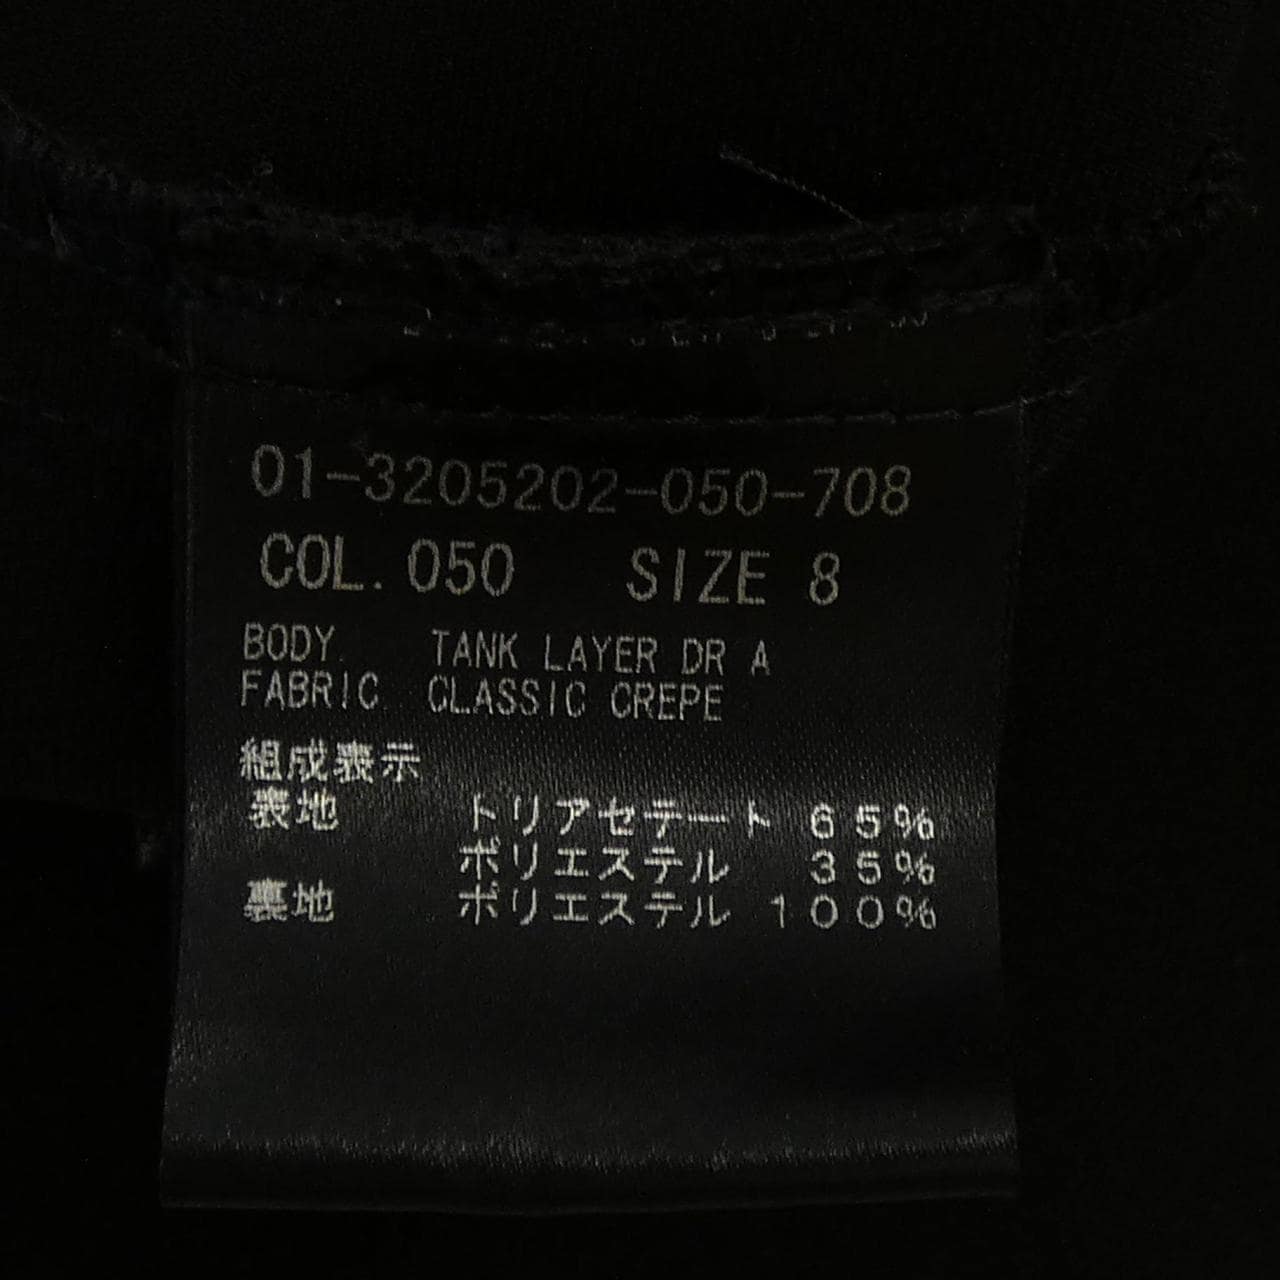 01-3205202-050-708
COL. 050 SIZE 8
BODY TANK LAYER DR A
FABRIC CLASSIC CREPE
組成表示
表地 トリアセテート 65%
ポリエステル 35%
裏地 ポリエステル 100%